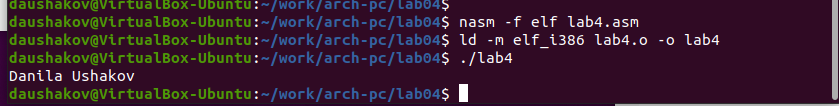 daushakov@VirtualBox-Ubuntu:~/work/arch-pc/lab04$
daushakov@VirtualBox-Ubuntu:~/work/arch-pc/lab04$ nasm -f elf lab4.asm
daushakov@VirtualBox-Ubuntu:~/work/arch-pc/lab04$ ld -m elf_i386 lab4.o -o lab4
daushakov@VirtualBox-Ubuntu:~/work/arch-pc/lab04$ ./lab4
Danila Ushakov
daushakov@VirtualBox-Ubuntu:~/work/arch-pc/lab04$